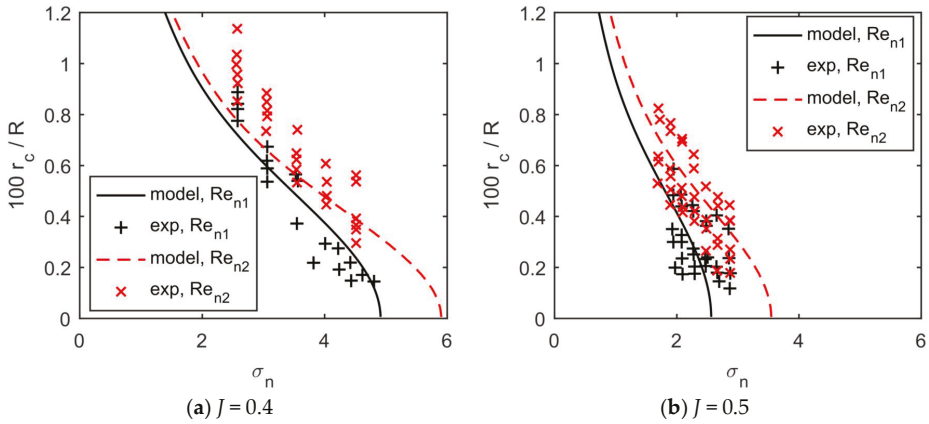 100 r_c / R
1.2
1
0.8
0.6
0.4
0.2
0
model, Re_n1
exp, Re_n1
model, Re_n2
exp, Re_n2
0 2 4 6
σ_n
(a) J = 0.4
100 r_c / R
1.2
1
0.8
0.6
0.4
0.2
0
model, Re_n1
exp, Re_n1
model, Re_n2
exp, Re_n2
0 1 2 3 4 5 6
σ_n
(b) J = 0.5